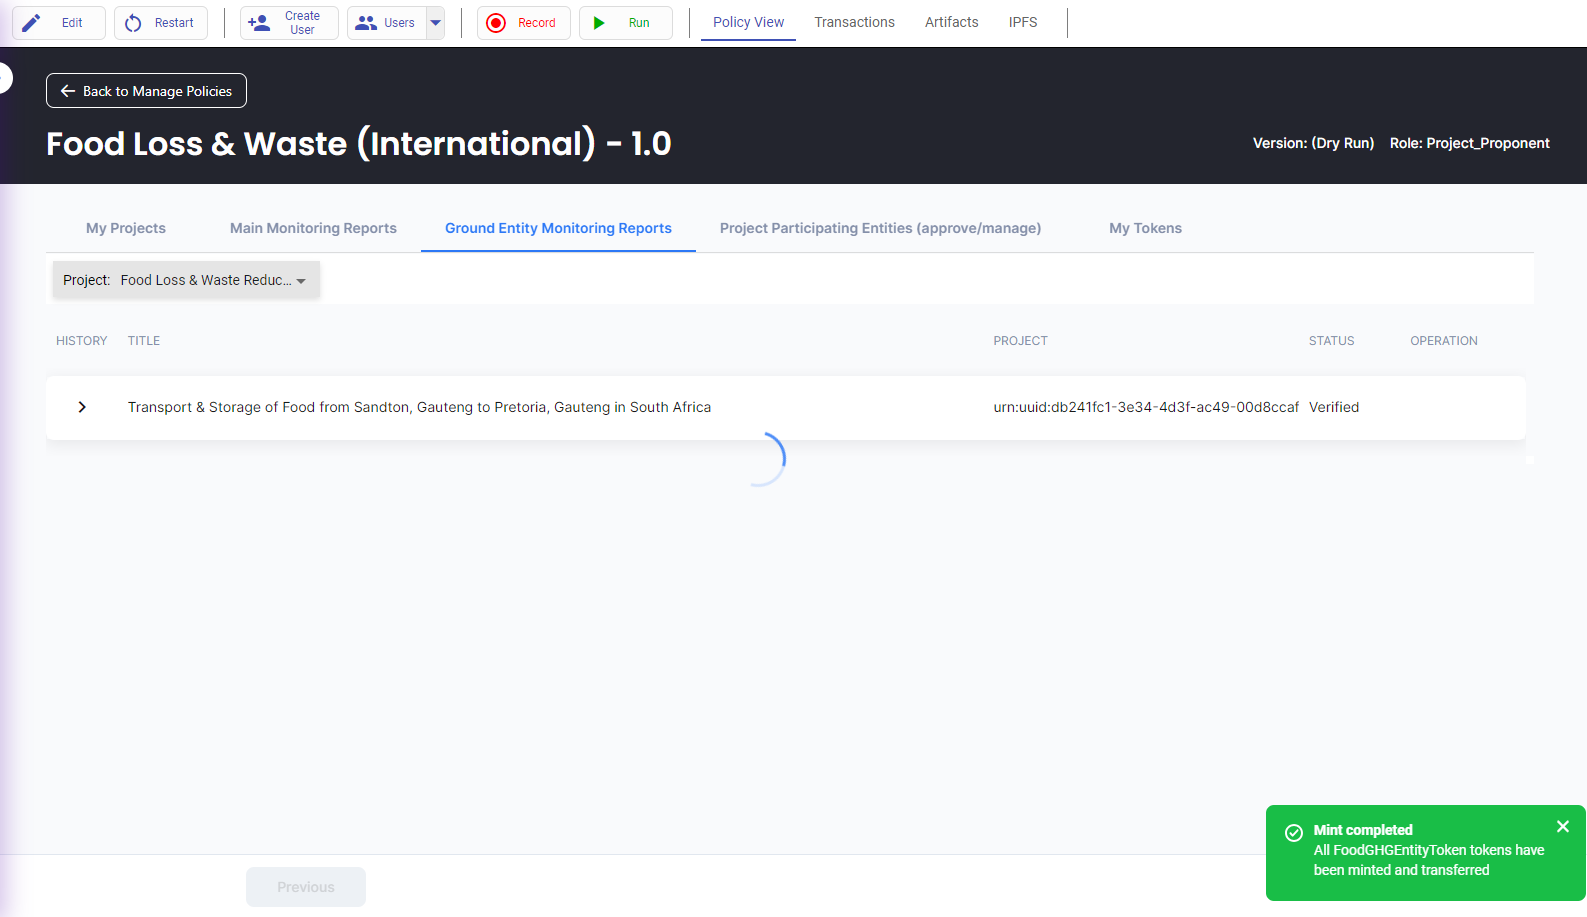 Edit
Restart
Create
User
Users
Record
Run
Policy View
Transactions
Artifacts
IPFS
Back to Manage Policies
Food Loss & Waste (International) - 1.0
Version: (Dry Run) Role: Project_Proponent
My Projects
Main Monitoring Reports
Ground Entity Monitoring Reports
Project Participating Entities (approve/manage)
My Tokens
Project: Food Loss & Waste Reduc...
HISTORY TITLE PROJECT STATUS OPERATION
Transport & Storage of Food from Sandton, Gauteng to Pretoria, Gauteng in South Africa urn:uuid:db241fc1-3e34-4d3f-ac49-00d8ccaf Verified
Mint completed
All FoodGHGEntityToken tokens have
been minted and transferred
Previous